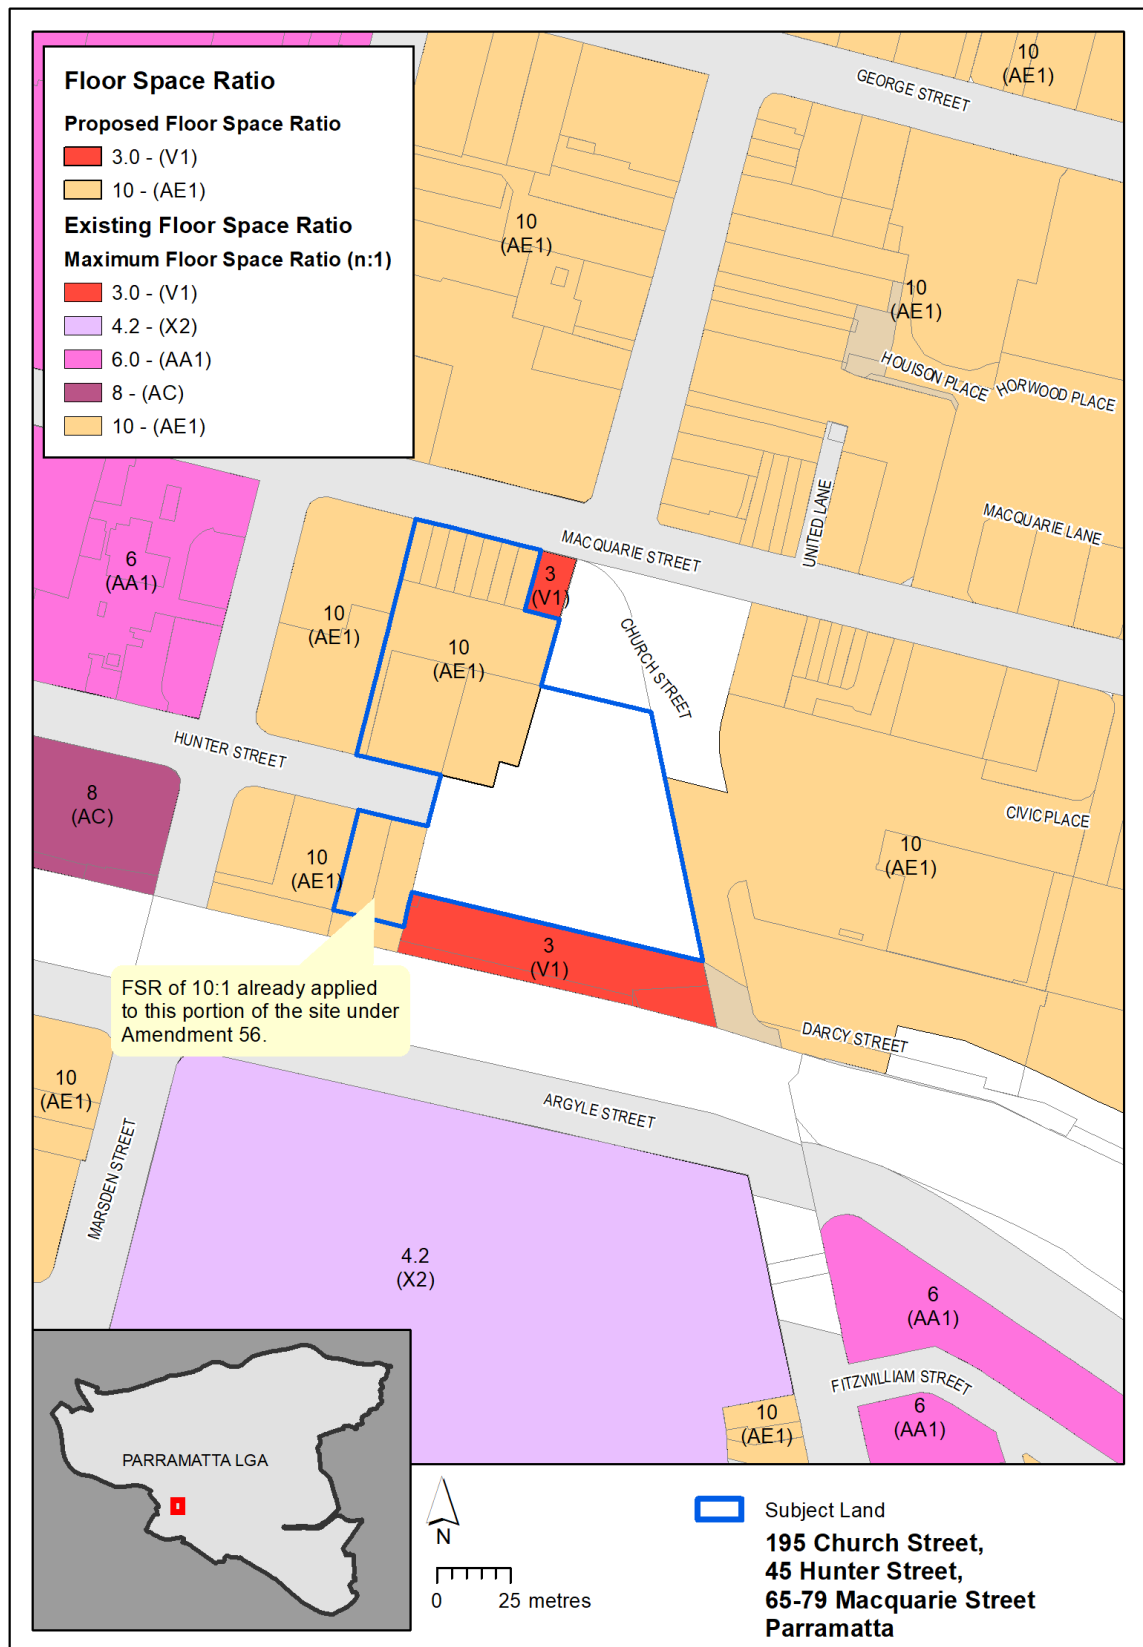 Floor Space Ratio
Proposed Floor Space Ratio
3.0 - (V1)
10 - (AE1)
Existing Floor Space Ratio
Maximum Floor Space Ratio (n:1)
3.0 - (V1)
4.2 - (X2)
6.0 - (AA1)
8 - (AC)
10 - (AE1)
10
(AE1)
GEORGE STREET
10
(AE1)
10
(AE1)
HOUISON PLACE
HORWOOD PLACE
UNITED LANE
MACQUARIE LANE
MACQUARIE STREET
6
(AA1)
3
(V1)
10
(AE1)
10
(AE1)
CHURCH STREET
HUNTER STREET
8
(AC)
CIVIC PLACE
10
(AE1)
10
(AE1)
3
(V1)
FSR of 10:1 already applied
to this portion of the site under
Amendment 56.
DARCY STREET
10
(AE1)
ARGYLE STREET
MARSDEN STREET
4.2
(X2)
6
(AA1)
FITZWILLIAM STREET
10
(AE1)
6
(AA1)
PARRAMATTA LGA
N
0 25 metres
Subject Land
195 Church Street,
45 Hunter Street,
65-79 Macquarie Street
Parramatta